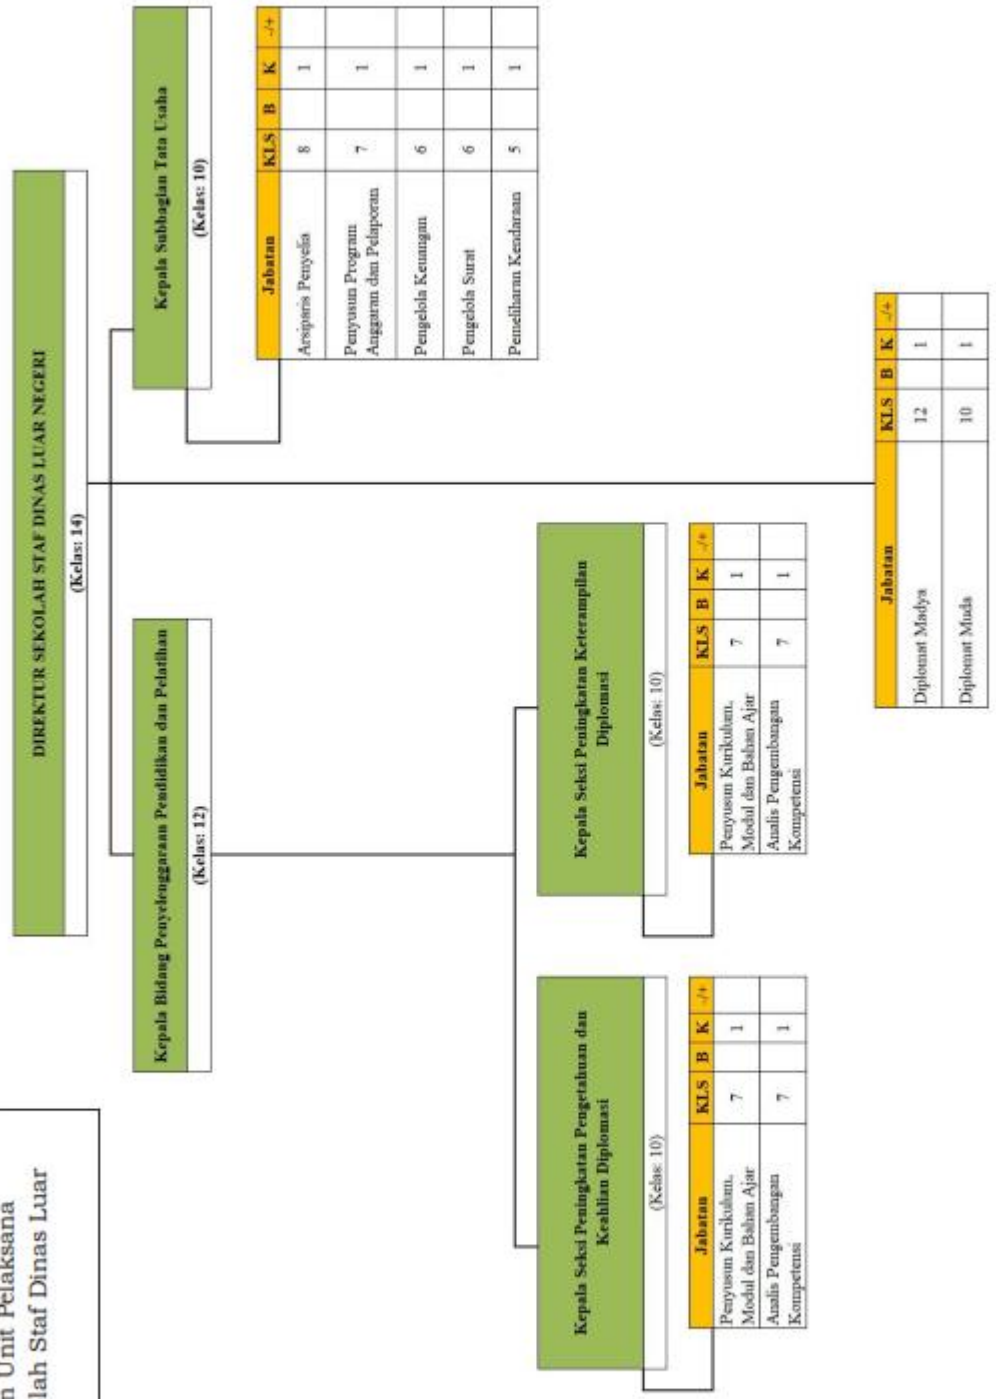 n Unit Pelaksana
lah Staf Dinas Luar
DIREKTUR SEKOLAH STAF DINAS LUAR NEGERI
(Kelas: 14)
Kepala Bidang Penyelenggaraan Pendidikan dan Pelatihan
(Kelas: 12)
Kepala Subbagian Tata Usaha
(Kelas: 10)
Jabatan KLS B K -/+
Arsiparis Penyelia 8 1
Penyusun Program
Anggaran dan Pelaporan 7 1
Pengelola Keuangan 6 1
Pengelola Surat 6 1
Pemeliharan Kendaraan 5 1
Kepala Seksi Peningkatan Pengetahuan dan
Keahlian Diplomasi
(Kelas: 10)
Jabatan KLS B K -/+
Penyusun Kurikulum,
Modul dan Bahan Ajar 7 1
Analis Pengembangan
Kompetensi 7 1
Kepala Seksi Peningkatan Keterampilan
Diplomasi
(Kelas: 10)
Jabatan KLS B K -/+
Penyusun Kurikulum,
Modul dan Bahan Ajar 7 1
Analis Pengembangan
Kompetensi 7 1
Jabatan KLS B K -/+
Diplomat Madya 12 1
Diplomat Muda 10 1